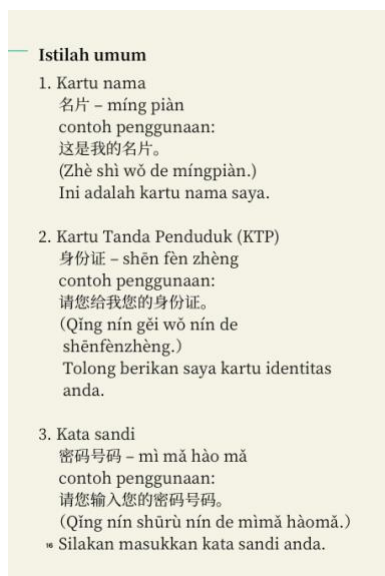 Istilah umum
1. Kartu nama
名片 – míng piàn
contoh penggunaan:
这是我的名片。
(Zhè shì wǒ de míngpiàn.)
Ini adalah kartu nama saya.
2. Kartu Tanda Penduduk (KTP)
身份证 – shēn fèn zhèng
contoh penggunaan:
请您给我您的身份证。
(Qǐng nín gěi wǒ nín de
shēnfènzhèng.)
Tolong berikan saya kartu identitas
anda.
3. Kata sandi
密码号码 – mì mǎ hào mǎ
contoh penggunaan:
请您输入您的密码号码。
(Qǐng nín shūrù nín de mìmǎ hàomǎ.)
16 Silakan masukkan kata sandi anda.